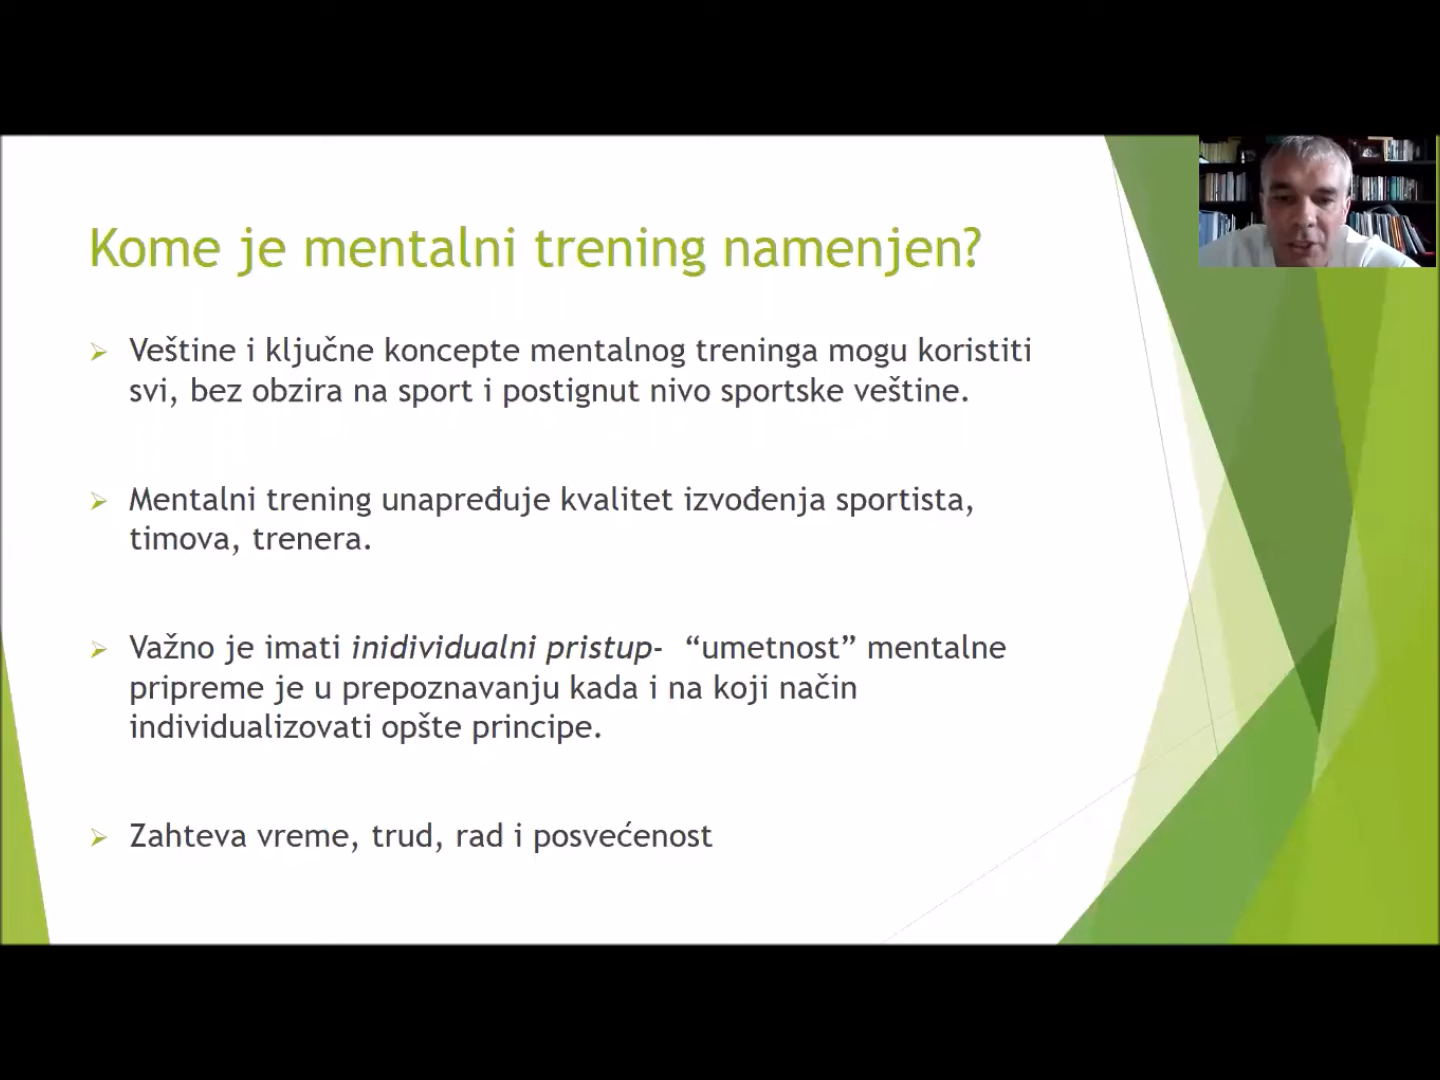 Kome je mentalni trening namenjen?
Veštine i ključne koncepte mentalnog treninga mogu koristiti
svi, bez obzira na sport i postignut nivo sportske veštine.
Mentalni trening unapređuje kvalitet izvođenja sportista,
timova, trenera.
Važno je imati inidividualni pristup- “umetnost” mentalne
pripreme je u prepoznavanju kada i na koji način
individualizovati opšte principe.
Zahteva vreme, trud, rad i posvećenost